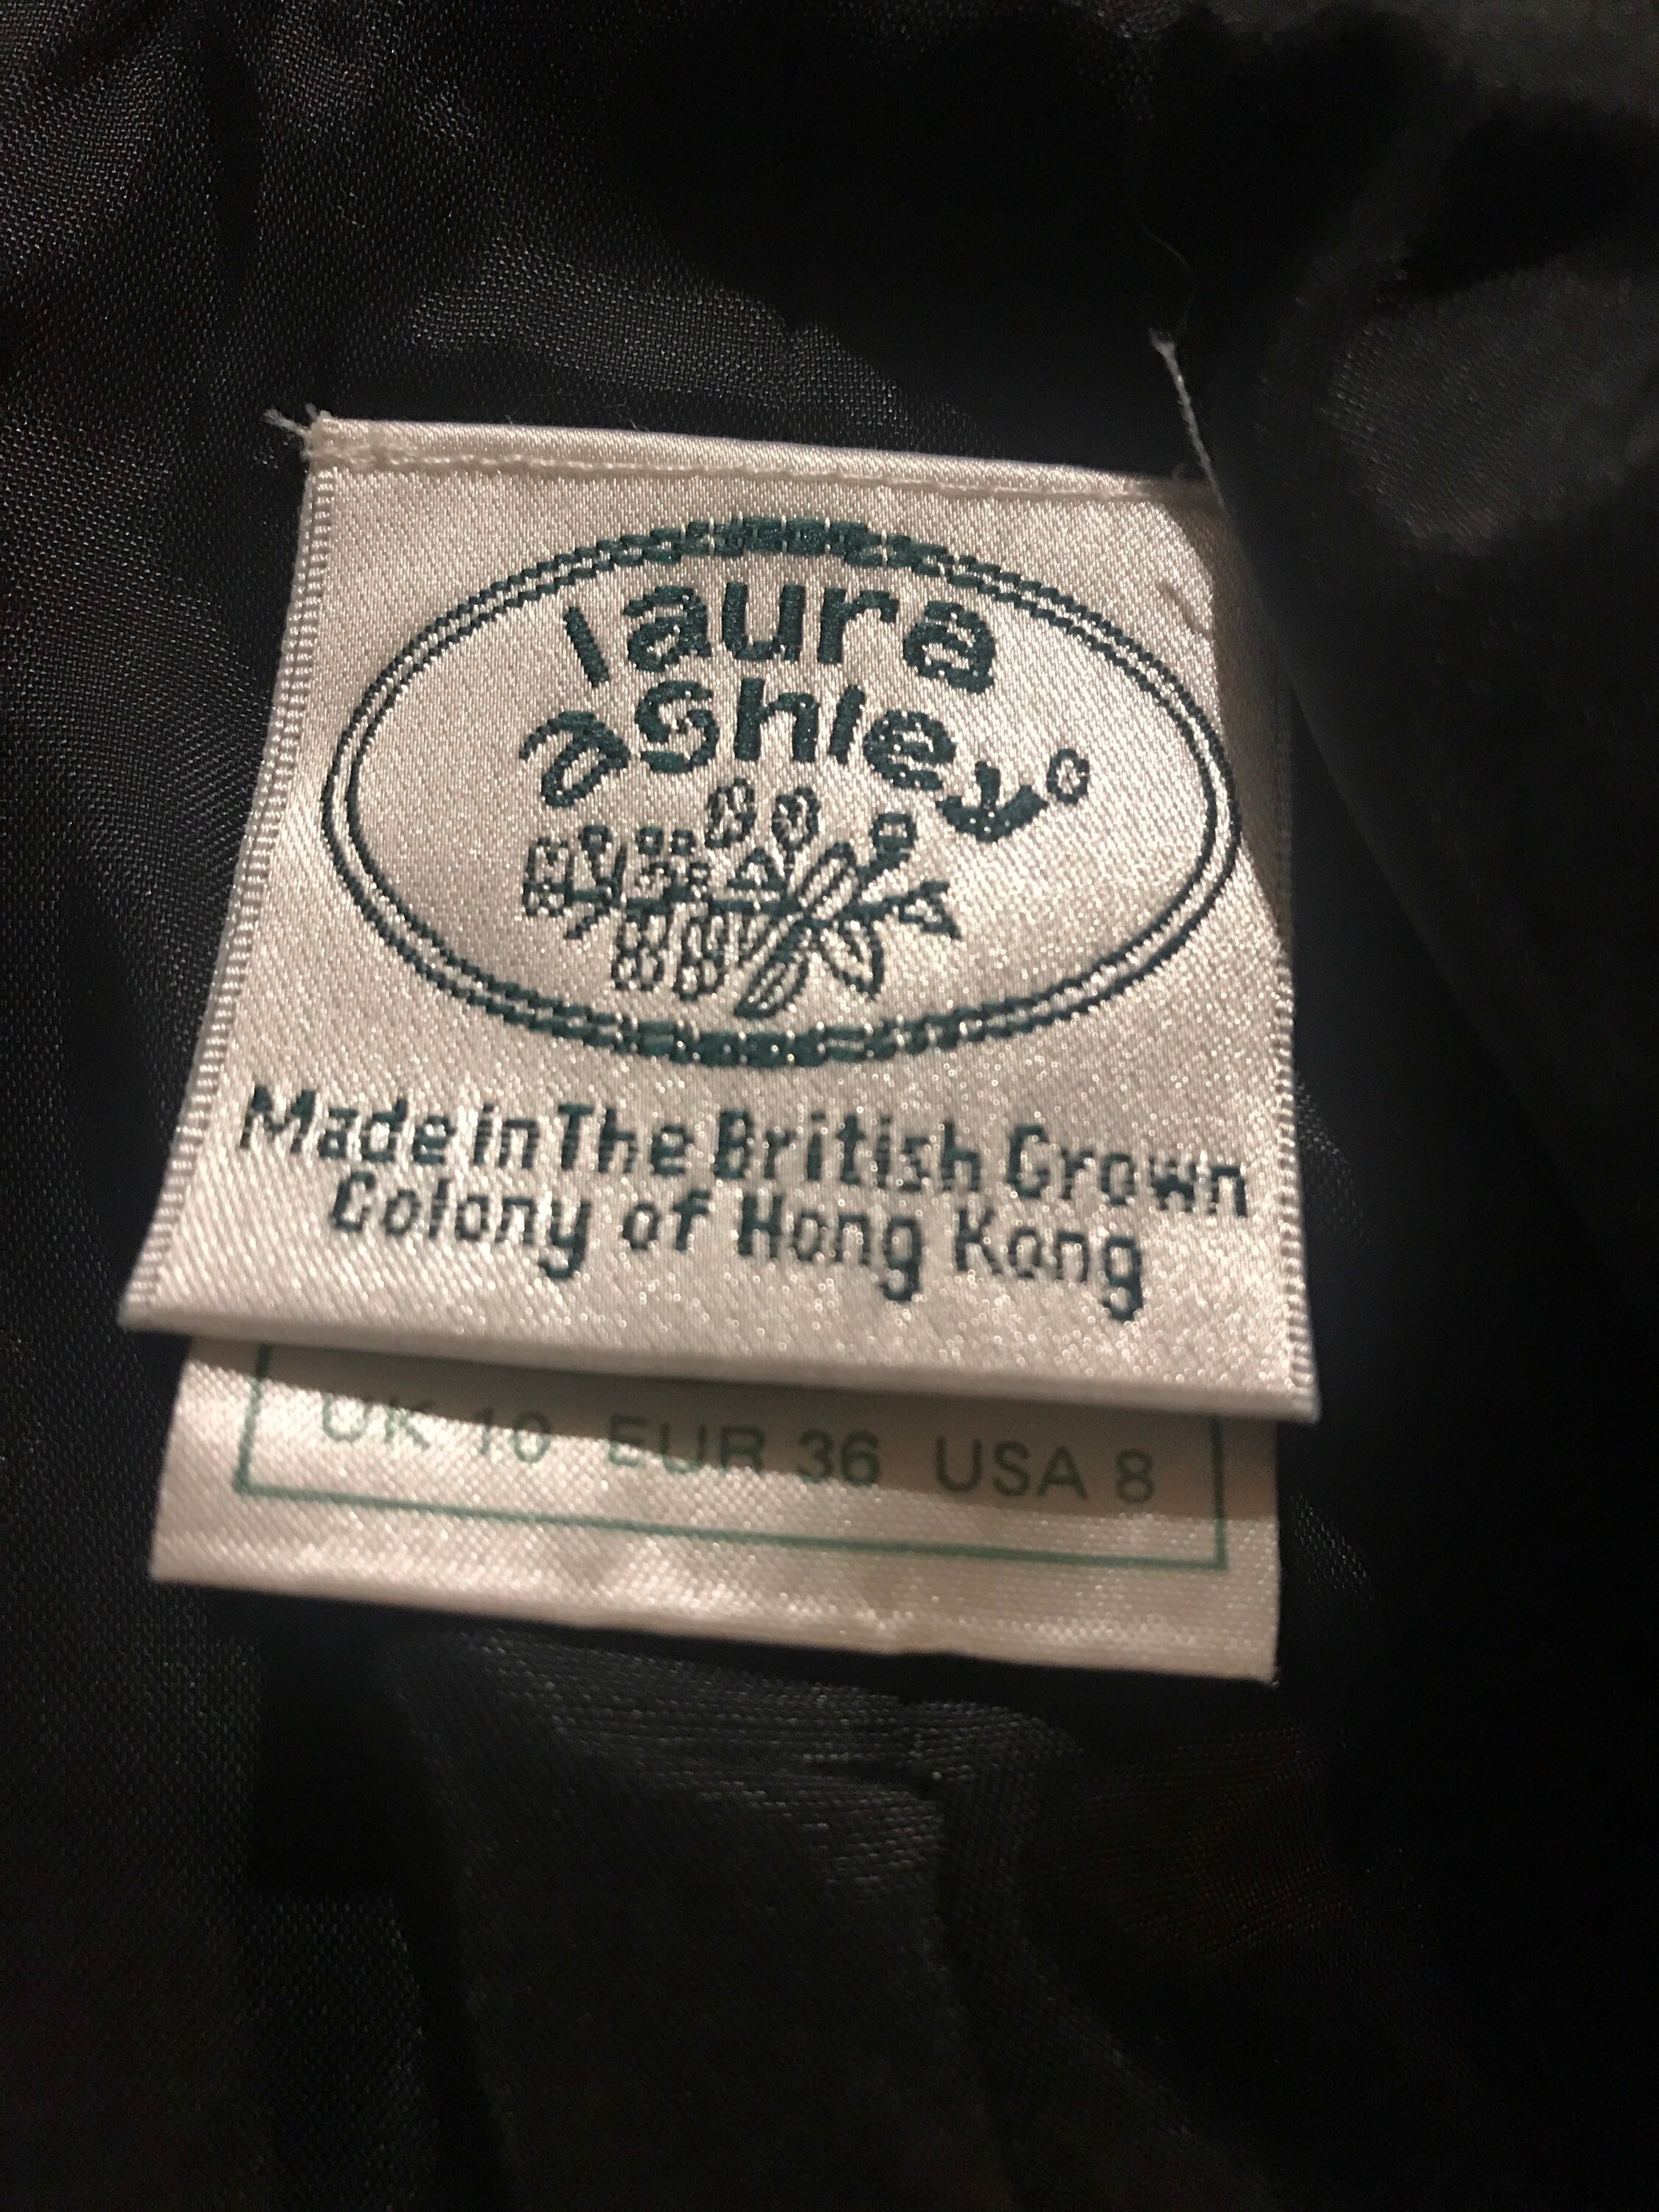 laura
ashley®
Made in The British Crown
Colony of Hong Kong
UK 10 EUR 36 USA 8